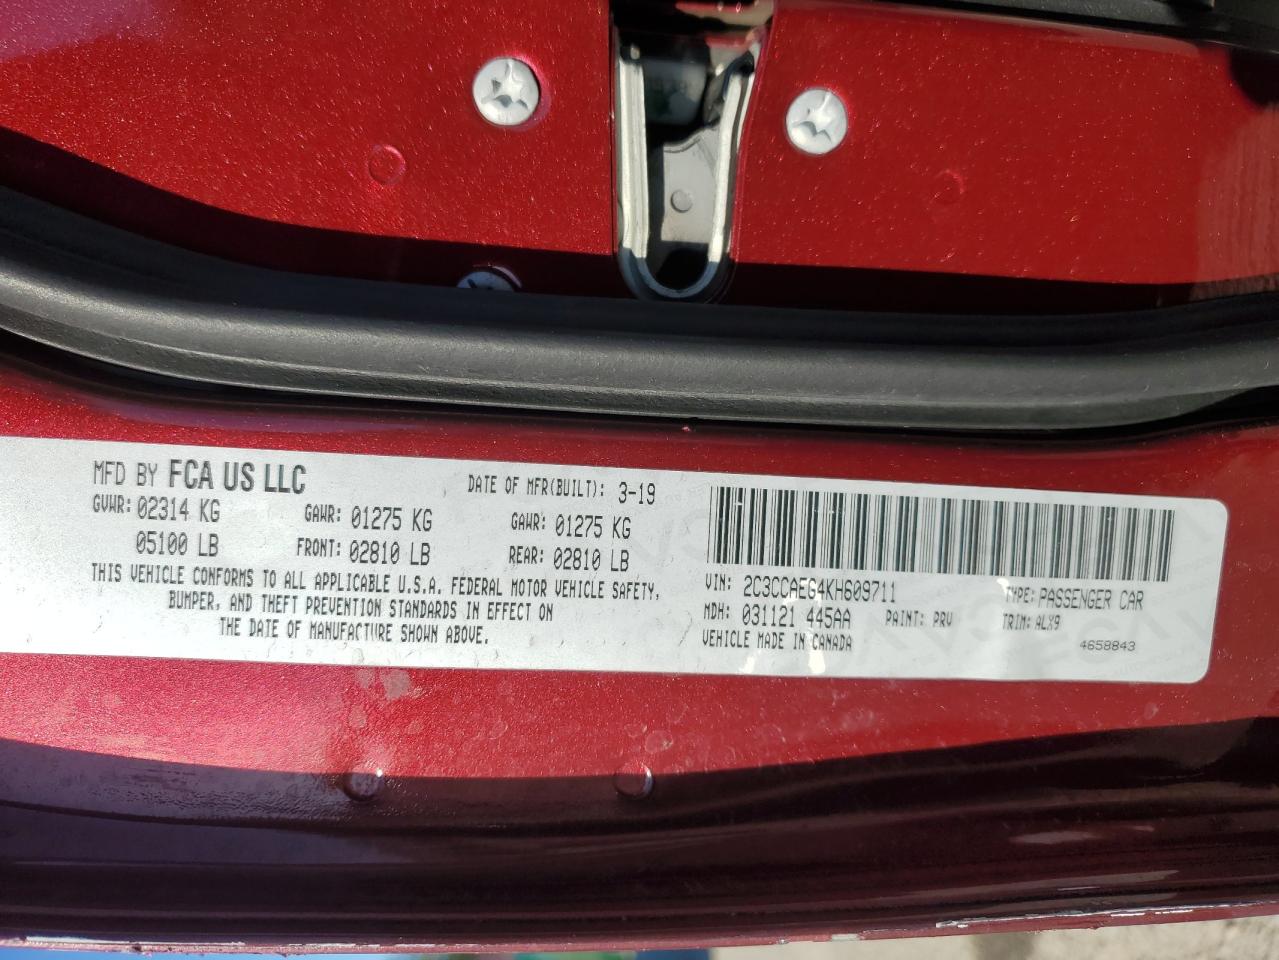 MFD BY FCA US LLC
DATE OF MFR(BUILT): 3-19
GVWR: 02314 KG
GAWR: 01275 KG
GAWR: 01275 KG
05100 LB
FRONT: 02810 LB
REAR: 02810 LB
THIS VEHICLE CONFORMS TO ALL APPLICABLE U.S.A. FEDERAL MOTOR VEHICLE SAFETY,
BUMPER, AND THEFT PREVENTION STANDARDS IN EFFECT ON
THE DATE OF MANUFACTURE SHOWN ABOVE.
VIN: 2C3CCAEG4KH609711
TYPE: PASSENGER CAR
MDH: 031121 445AA
PAINT: PRV
TRIM: ALX9
VEHICLE MADE IN CANADA
4658843